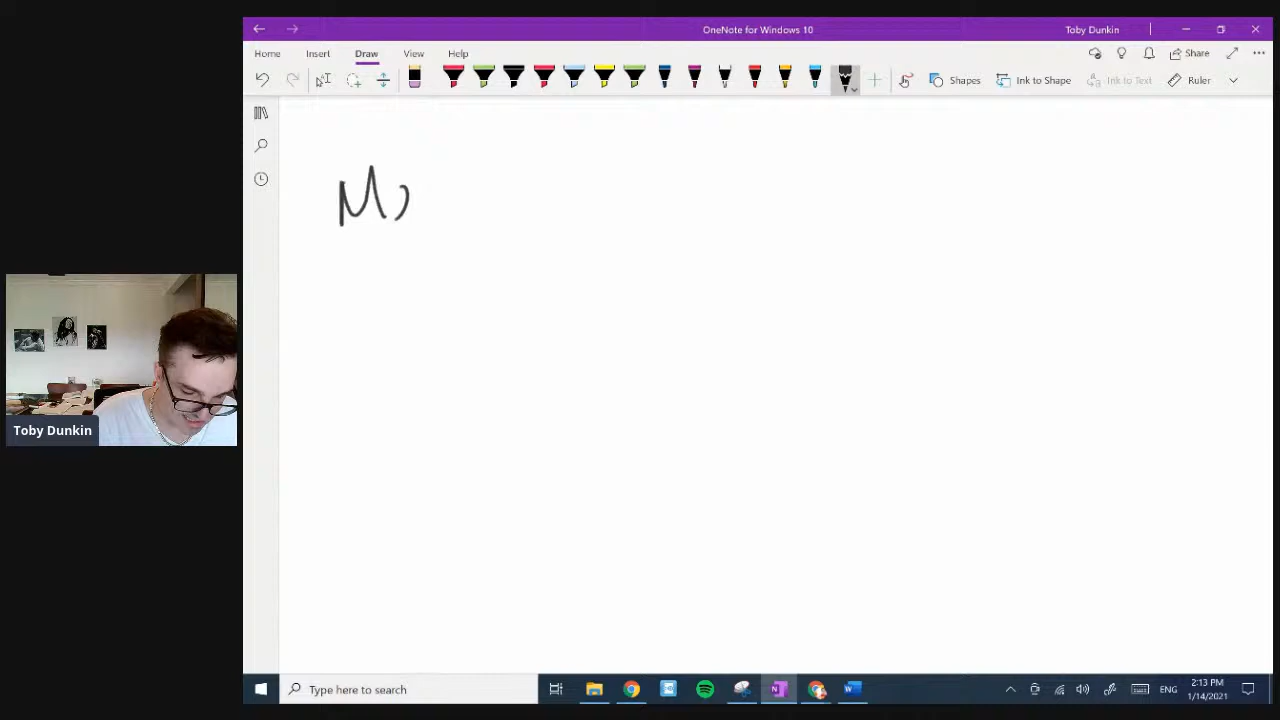 OneNote for Windows 10
Toby Dunkin
Home Insert Draw View Help
Share
Shapes Ink to Shape Ink to Text Ruler
M
Toby Dunkin
Type here to search
ENG
2:13 PM
1/14/2021